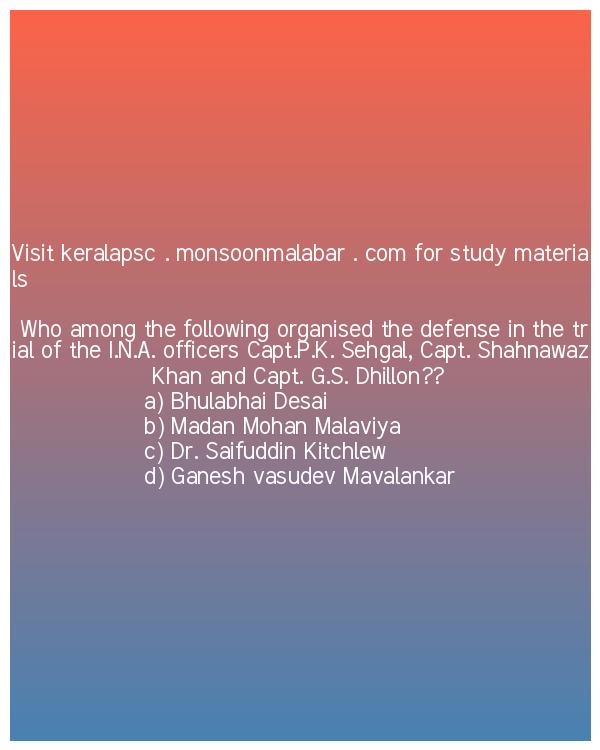 Visit keralapsc . monsoonmalabar . com for study materia
ls
Who among the following organised the defense in the tr
ial of the I.N.A. officers Capt.P.K. Sehgal, Capt. Shahnawaz
Khan and Capt. G.S. Dhillon??
a) Bhulabhai Desai
b) Madan Mohan Malaviya
c) Dr. Saifuddin Kitchlew
d) Ganesh vasudev Mavalankar